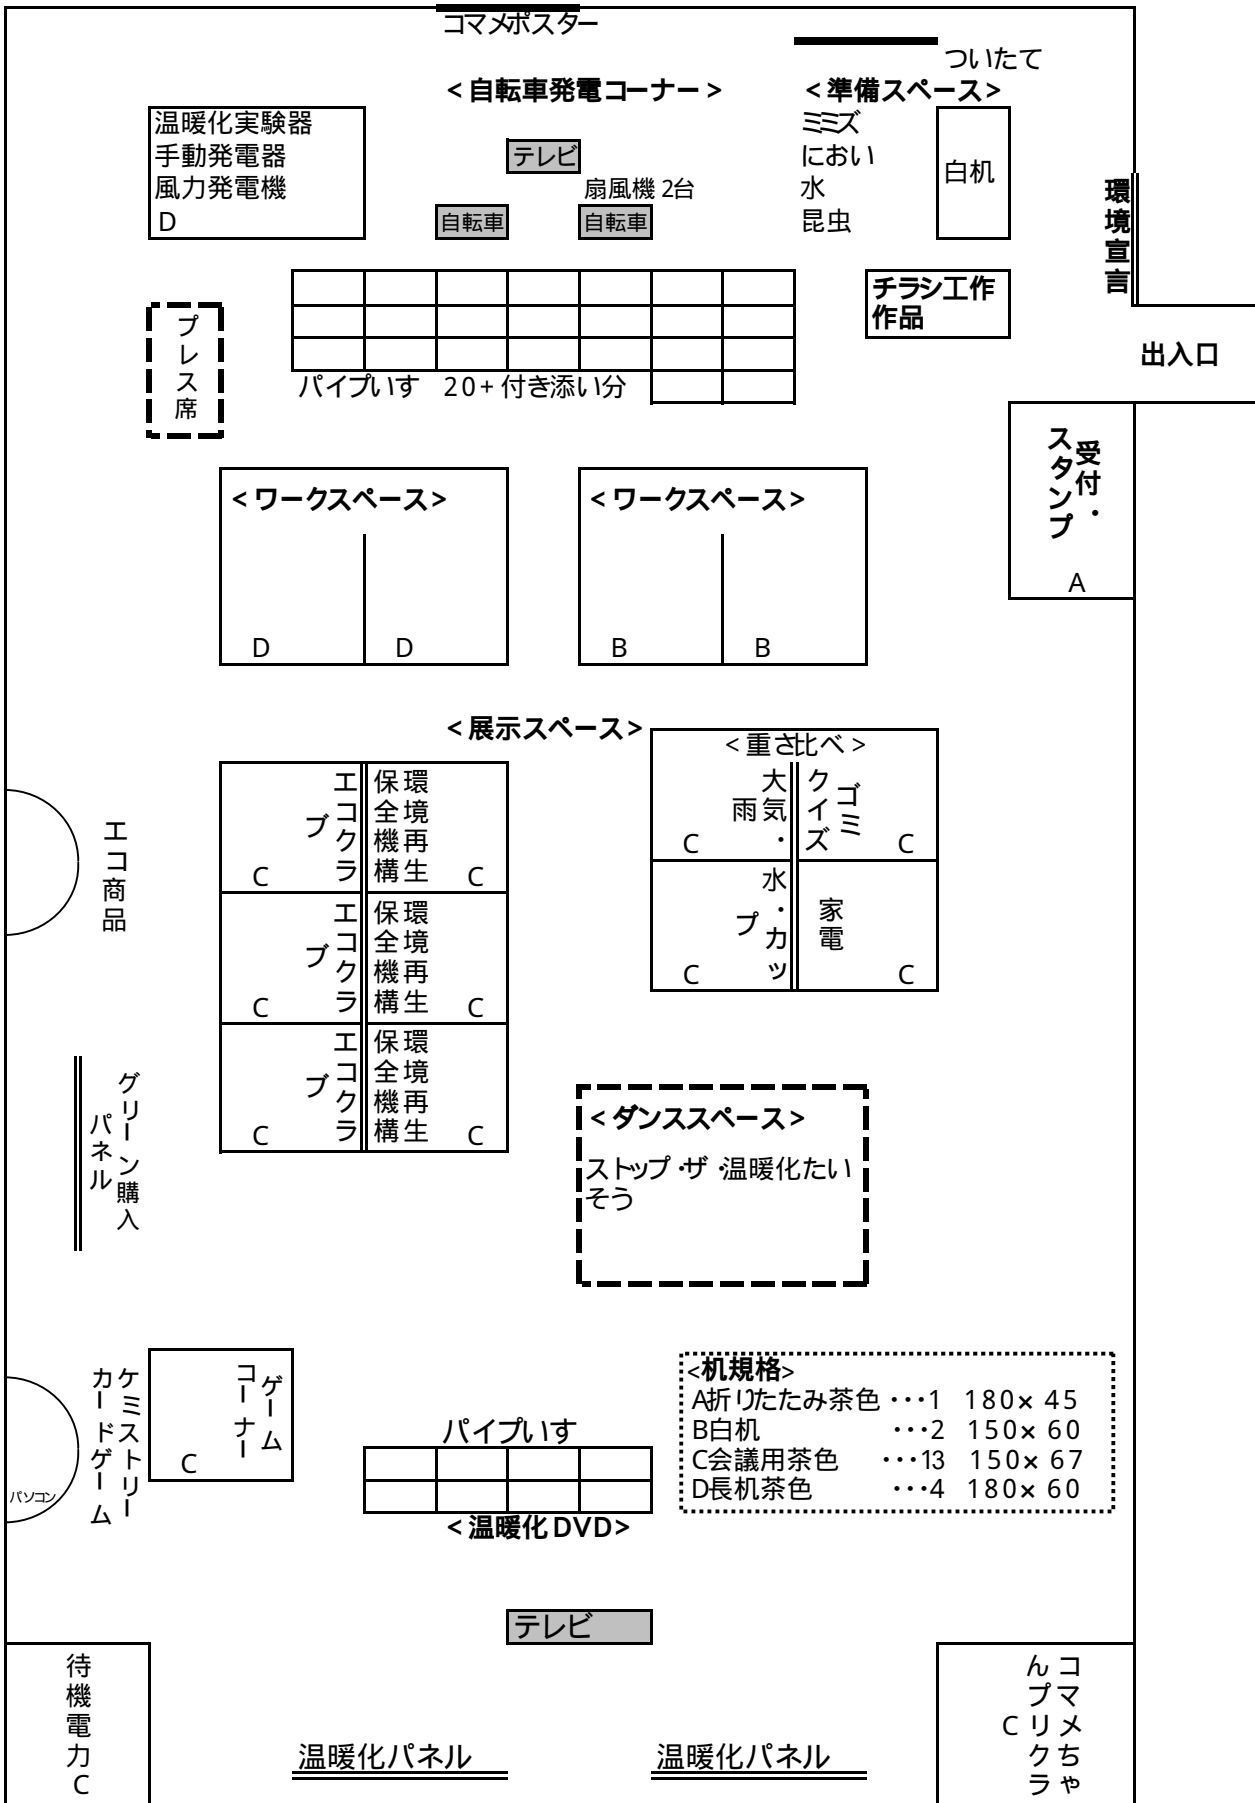 コマメポスター
ついたて
<自転車発電コーナー>
<準備スペース>
温暖化実験器
手動発電器
風力発電機
D
テレビ
扇風機 2台
自転車
自転車
ミミズ
におい
水
昆虫
白机
環境宣言
チラシ工作
作品
出入口
プレス席
パイプいす 20+付き添い分
受付・
スタンプ
A
<ワークスペース>
D
D
<ワークスペース>
B
B
<展示スペース>
エコクラ
ブ
C
環境再生
保全機構
C
エコクラ
ブ
C
環境再生
保全機構
C
エコクラ
ブ
C
環境再生
保全機構
C
<重さ比べ>
大気・
雨
C
ゴミ
クイズ
C
水・カッ
プ
C
家電
C
エコ商品
グリーン購入
パネル
<ダンススペース>
ストップ・ザ・温暖化たい
そう
ケミストリー
カードゲーム
パソコン
ゲーム
コーナー
C
パイプいす
<温暖化DVD>
<机規格>
A折りたたみ茶色 ・・・1 180×45
B白机 ・・・2 150×60
C会議用茶色 ・・・13 150×67
D長机茶色 ・・・4 180×60
テレビ
待機電力C
温暖化パネル
温暖化パネル
コマメちゃ
んプリクラ
C